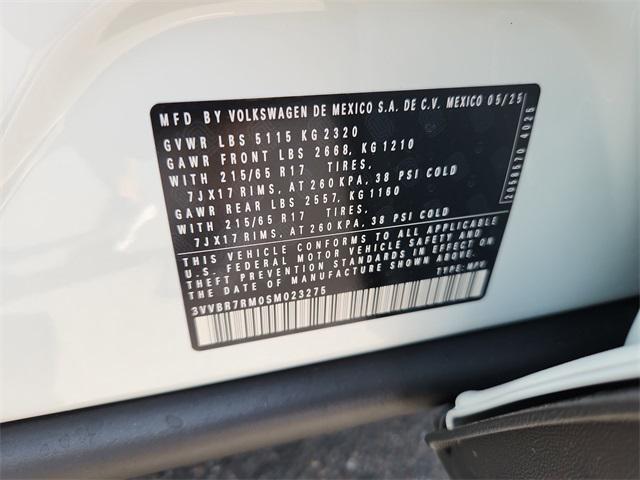 MFD BY VOLKSWAGEN DE MEXICO S.A. DE C.V. MEXICO 05/25
GVWR LBS 5115 KG 2320
GAWR FRONT LBS 2668, KG 1210
WITH 215/65 R17 TIRES,
7JX17 RIMS, AT 260 KPA, 38 PSI COLD
GAWR REAR LBS 2557, KG 1160
WITH 215/65 R17 TIRES,
7JX17 RIMS, AT 260 KPA, 38 PSI COLD
THIS VEHICLE CONFORMS TO ALL APPLICABLE
U.S. FEDERAL MOTOR VEHICLE SAFETY AND
THEFT PREVENTION STANDARDS IN EFFECT ON
THE DATE OF MANUFACTURE SHOWN ABOVE.
TYPE: MPV
3VVBR7RM0SM023275